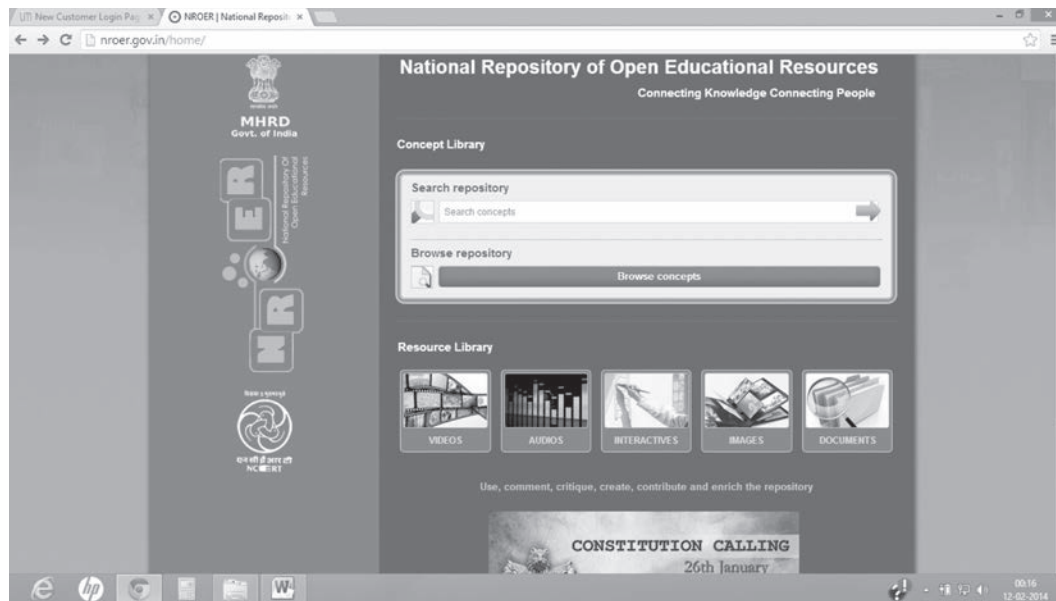 New Customer Login Pag
NROER | National Reposit
nroer.gov.in/home/
MHRD
Govt. of India
National Repository Of
Open Educational
Resources
N R E R
एन सी ई आर टी
NCERT
National Repository of Open Educational Resources
Connecting Knowledge Connecting People
Concept Library
Search repository
Search concepts
Browse repository
Browse concepts
Resource Library
VIDEOS
AUDIOS
INTERACTIVES
IMAGES
DOCUMENTS
Use, comment, critique, create, contribute and enrich the repository
CONSTITUTION CALLING
26th January
hp
W
00:16
12-02-2014